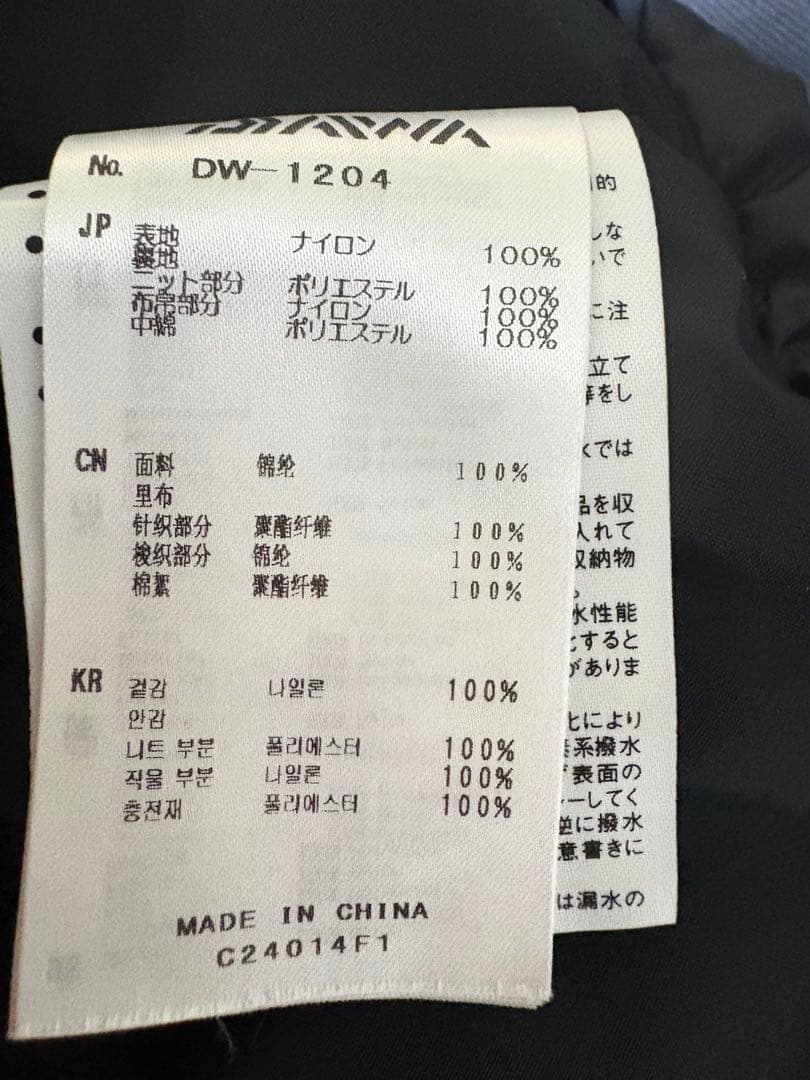 DAIWA
No. DW-1204
JP 表地 ナイロン 100%
裏地
ニット部分 ポリエステル 100%
布帛部分 ナイロン 100%
中綿 ポリエステル 100%
CN 面料 锦纶 100%
里布
针织部分 聚酯纤维 100%
梭织部分 锦纶 100%
棉絮 聚酯纤维 100%
KR 겉감 나일론 100%
안감
니트 부분 폴리에스터 100%
직물 부분 나일론 100%
충전재 폴리에스터 100%
MADE IN CHINA
C24014F1
的
しな
いで
に注
立て
等をし
くでは
品を収
入れて
収納物
。
水性能
とすると
がありま
とにより
系撥水
表面の
ーしてく
逆に撥水
意書きに
は漏水の